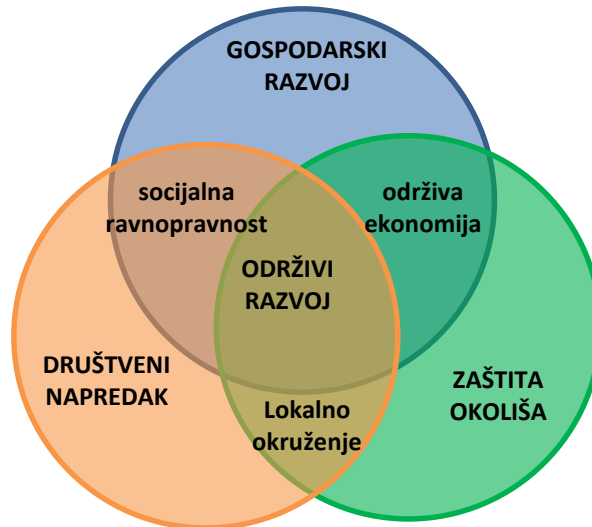 GOSPODARSKI
RAZVOJ
socijalna
ravnopravnost
održiva
ekonomija
ODRŽIVI
RAZVOJ
DRUŠTVENI
NAPREDAK
ZAŠTITA
OKOLIŠA
Lokalno
okruženje